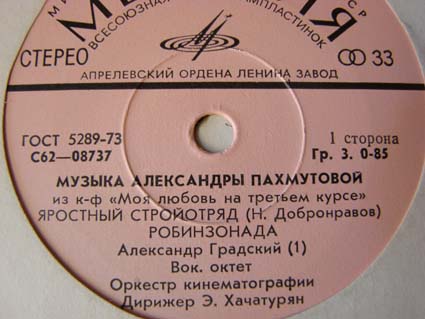 СТЕРЕО
ВСЕСОЮЗНАЯ
33
АПРЕЛЕВСКИЙ ОРДЕНА ЛЕНИНА ЗАВОД
ГОСТ 5289-73
С62—08737
1 сторона
Гр. 3. 0-85
МУЗЫКА АЛЕКСАНДРЫ ПАХМУТОВОЙ
из к-ф «Моя любовь на третьем курсе»
ЯРОСТНЫЙ СТРОЙОТРЯД (Н. Добронравов)
РОБИНЗОНАДА
Александр Градский (1)
Вок. октет
Оркестр кинематографии
Дирижер Э. Хачатурян